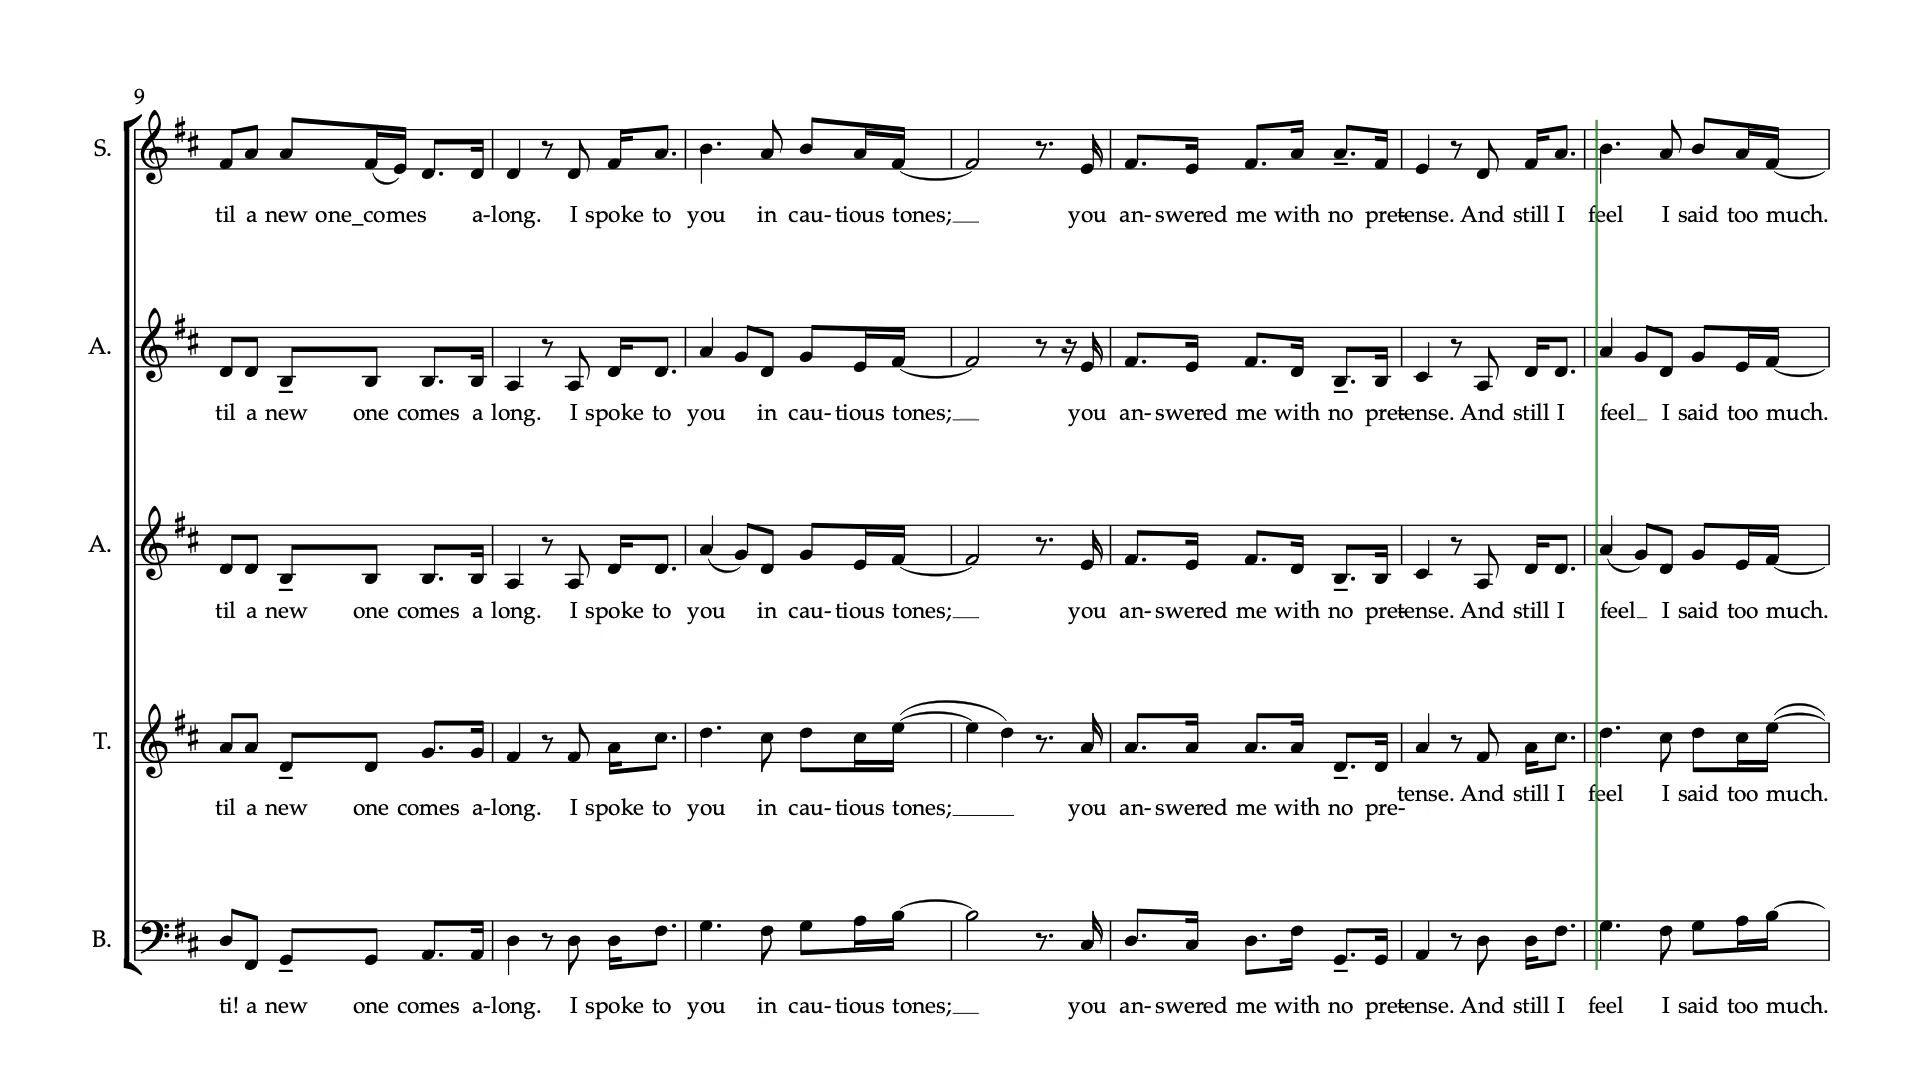 9
S.
til a new one_comes a-long. I spoke to you in cau-tious tones;__ you an-swered me with no pre-tense. And still I feel I said too much.
A.
til a new one comes a long. I spoke to you in cau-tious tones;__ you an-swered me with no pre-tense. And still I feel_ I said too much.
A.
til a new one comes a long. I spoke to you in cau-tious tones;__ you an-swered me with no pre-tense. And still I feel_ I said too much.
T.
til a new one comes a-long. I spoke to you in cau-tious tones;____ you an-swered me with no pre-tense. And still I feel I said too much.
B.
ti! a new one comes a-long. I spoke to you in cau-tious tones;__ you an-swered me with no pre-tense. And still I feel I said too much.